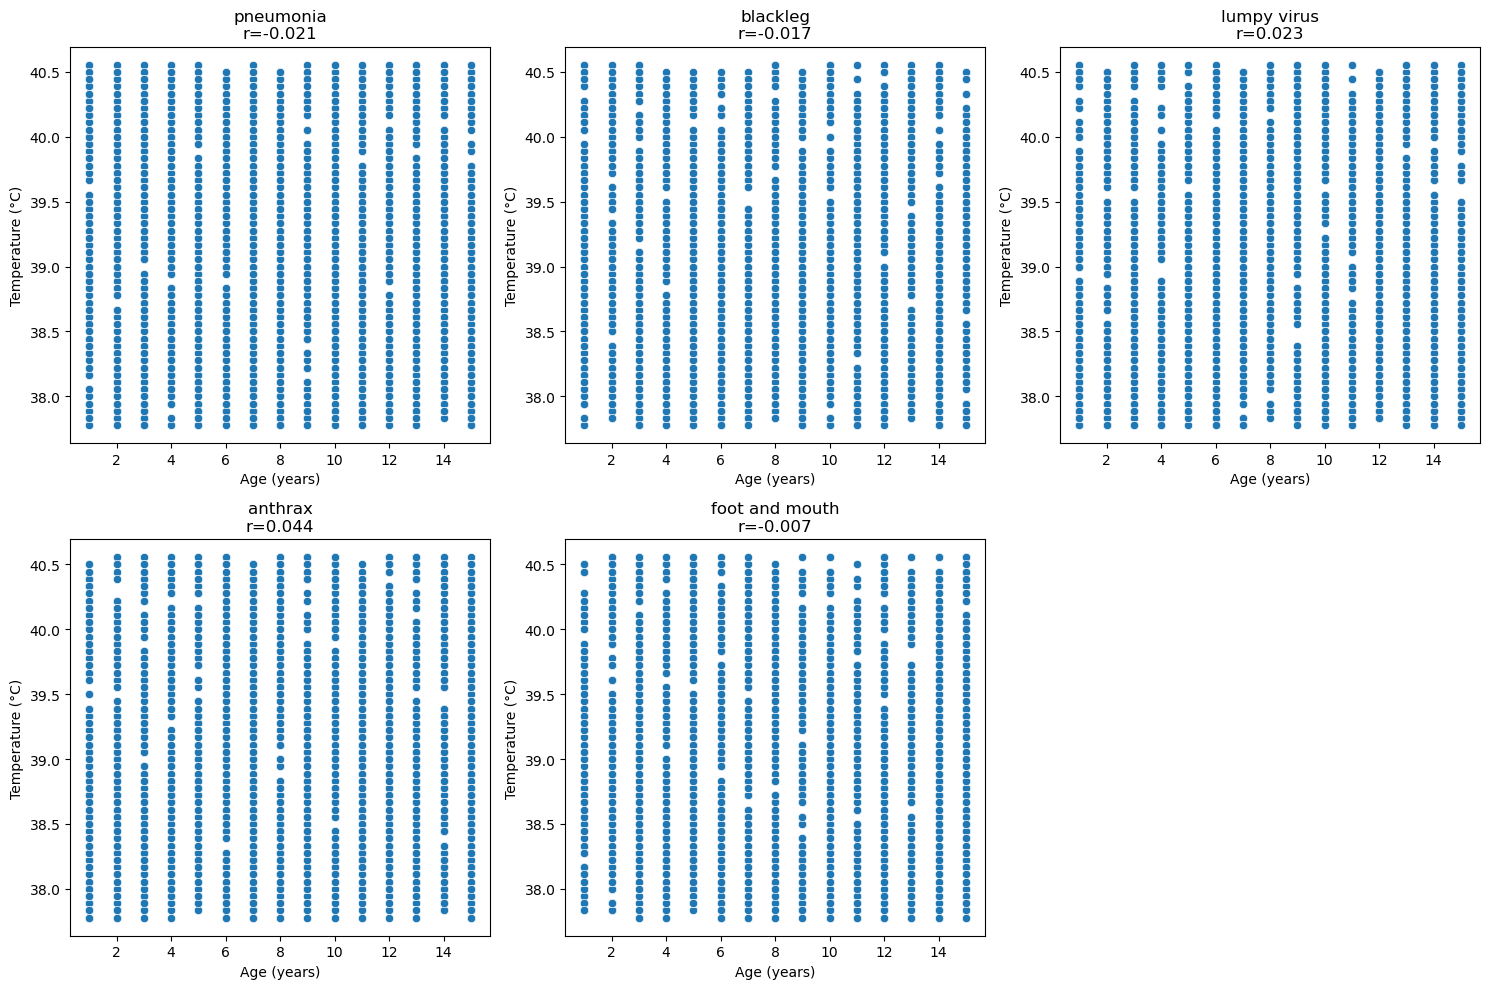 pneumonia
r=-0.021
40.5
40.0
39.5
39.0
38.5
38.0
Temperature (°C)
2 4 6 8 10 12 14
Age (years)
blackleg
r=-0.017
40.5
40.0
39.5
39.0
38.5
38.0
Temperature (°C)
2 4 6 8 10 12 14
Age (years)
lumpy virus
r=0.023
40.5
40.0
39.5
39.0
38.5
38.0
Temperature (°C)
2 4 6 8 10 12 14
Age (years)
anthrax
r=0.044
40.5
40.0
39.5
39.0
38.5
38.0
Temperature (°C)
2 4 6 8 10 12 14
Age (years)
foot and mouth
r=-0.007
40.5
40.0
39.5
39.0
38.5
38.0
Temperature (°C)
2 4 6 8 10 12 14
Age (years)